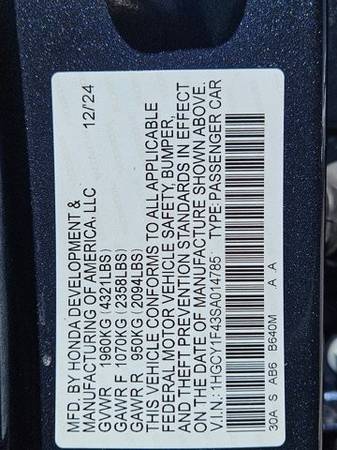 MFD. BY HONDA DEVELOPMENT &
MANUFACTURING OF AMERICA, LLC 12/24
GVWR 1960KG (4321LBS)
GAWR F 1070KG (2358LBS)
GAWR R 950KG (2094LBS)
THIS VEHICLE CONFORMS TO ALL APPLICABLE
FEDERAL MOTOR VEHICLE SAFETY, BUMPER,
AND THEFT PREVENTION STANDARDS IN EFFECT
ON THE DATE OF MANUFACTURE SHOWN ABOVE.
V.I.N.: 1HGCY1F43SA014785 TYPE:PASSENGER CAR
30A S AB6 B640M A .A